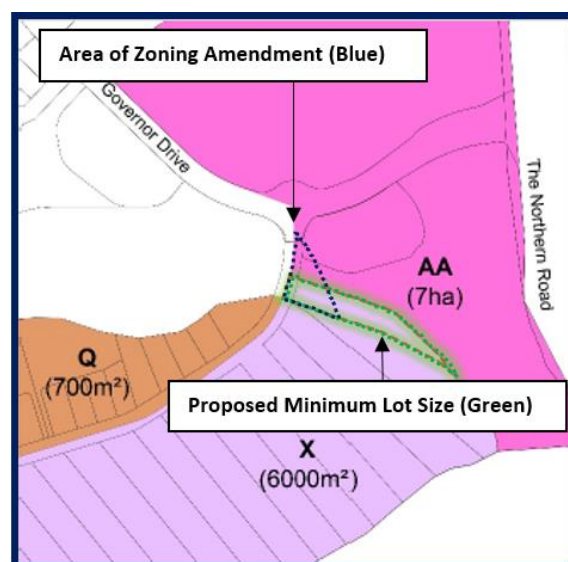 Area of Zoning Amendment (Blue)
Governor Drive
The Northern Road
AA
(7ha)
Q
(700m²)
Proposed Minimum Lot Size (Green)
X
(6000m²)